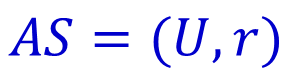 AS = (U, r)